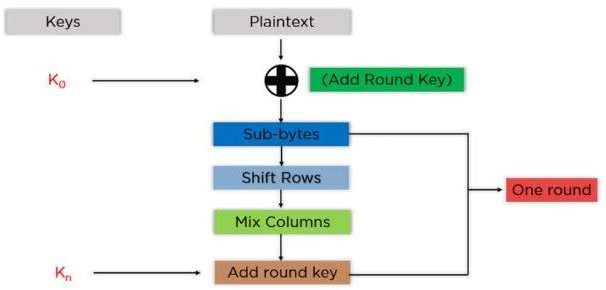 Keys
Plaintext
K₀
(Add Round Key)
Sub-bytes
Shift Rows
One round
Mix Columns
Kₙ
Add round key